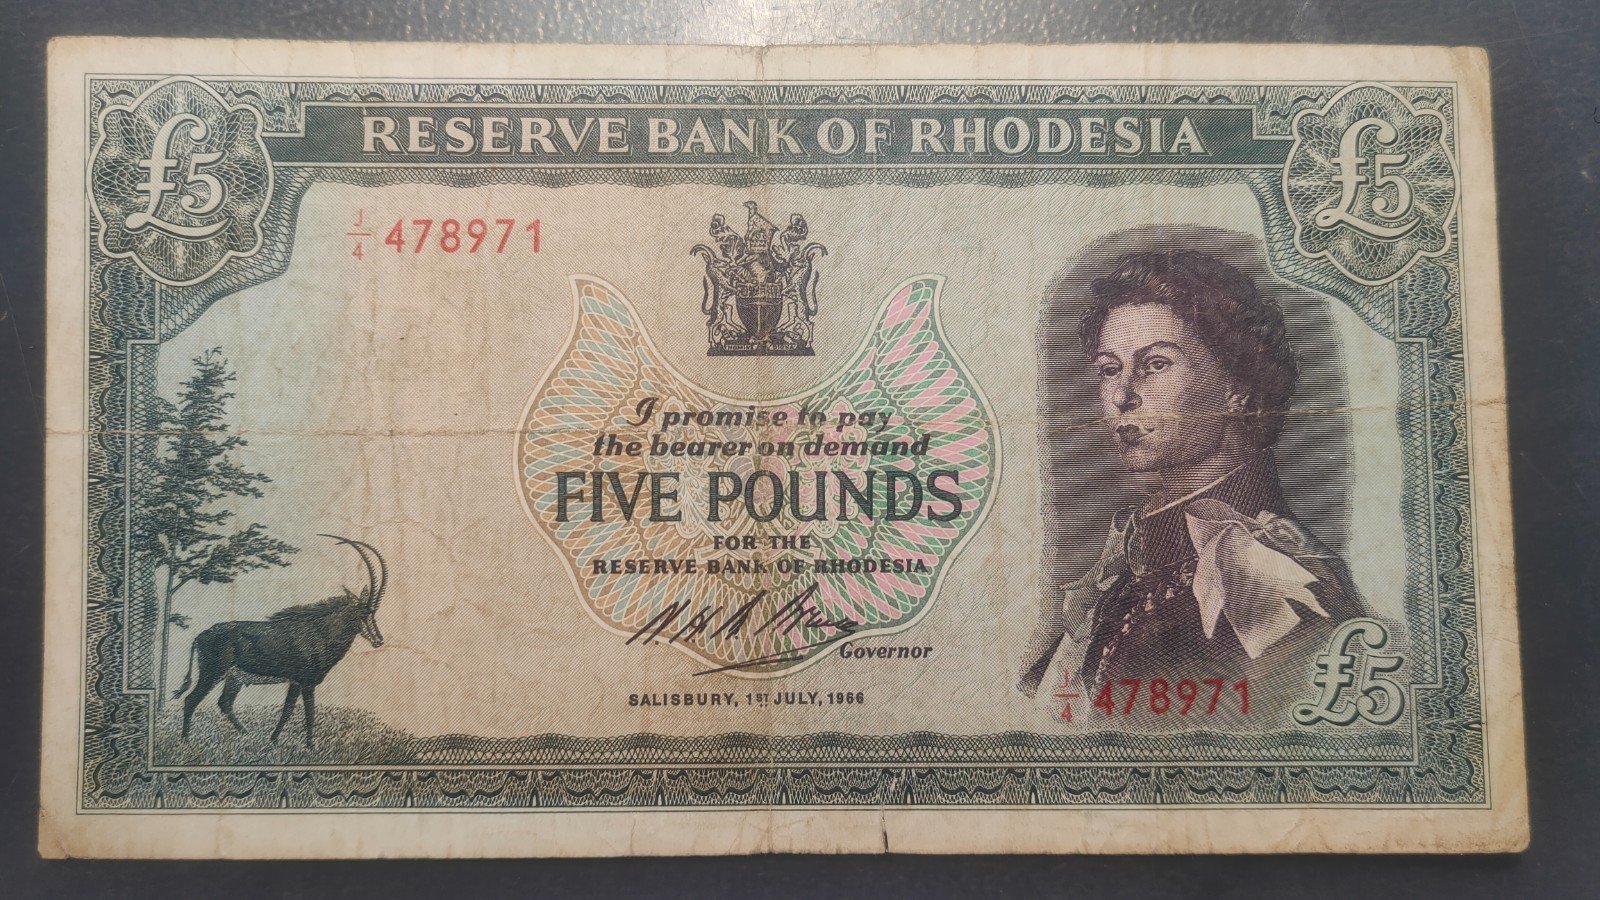 RESERVE BANK OF RHODESIA
£5
£5
J/4 478971
I promise to pay
the bearer on demand
FIVE POUNDS
FOR THE
RESERVE BANK OF RHODESIA
Governor
SALISBURY, 1ST JULY, 1966
J/4 478971
£5